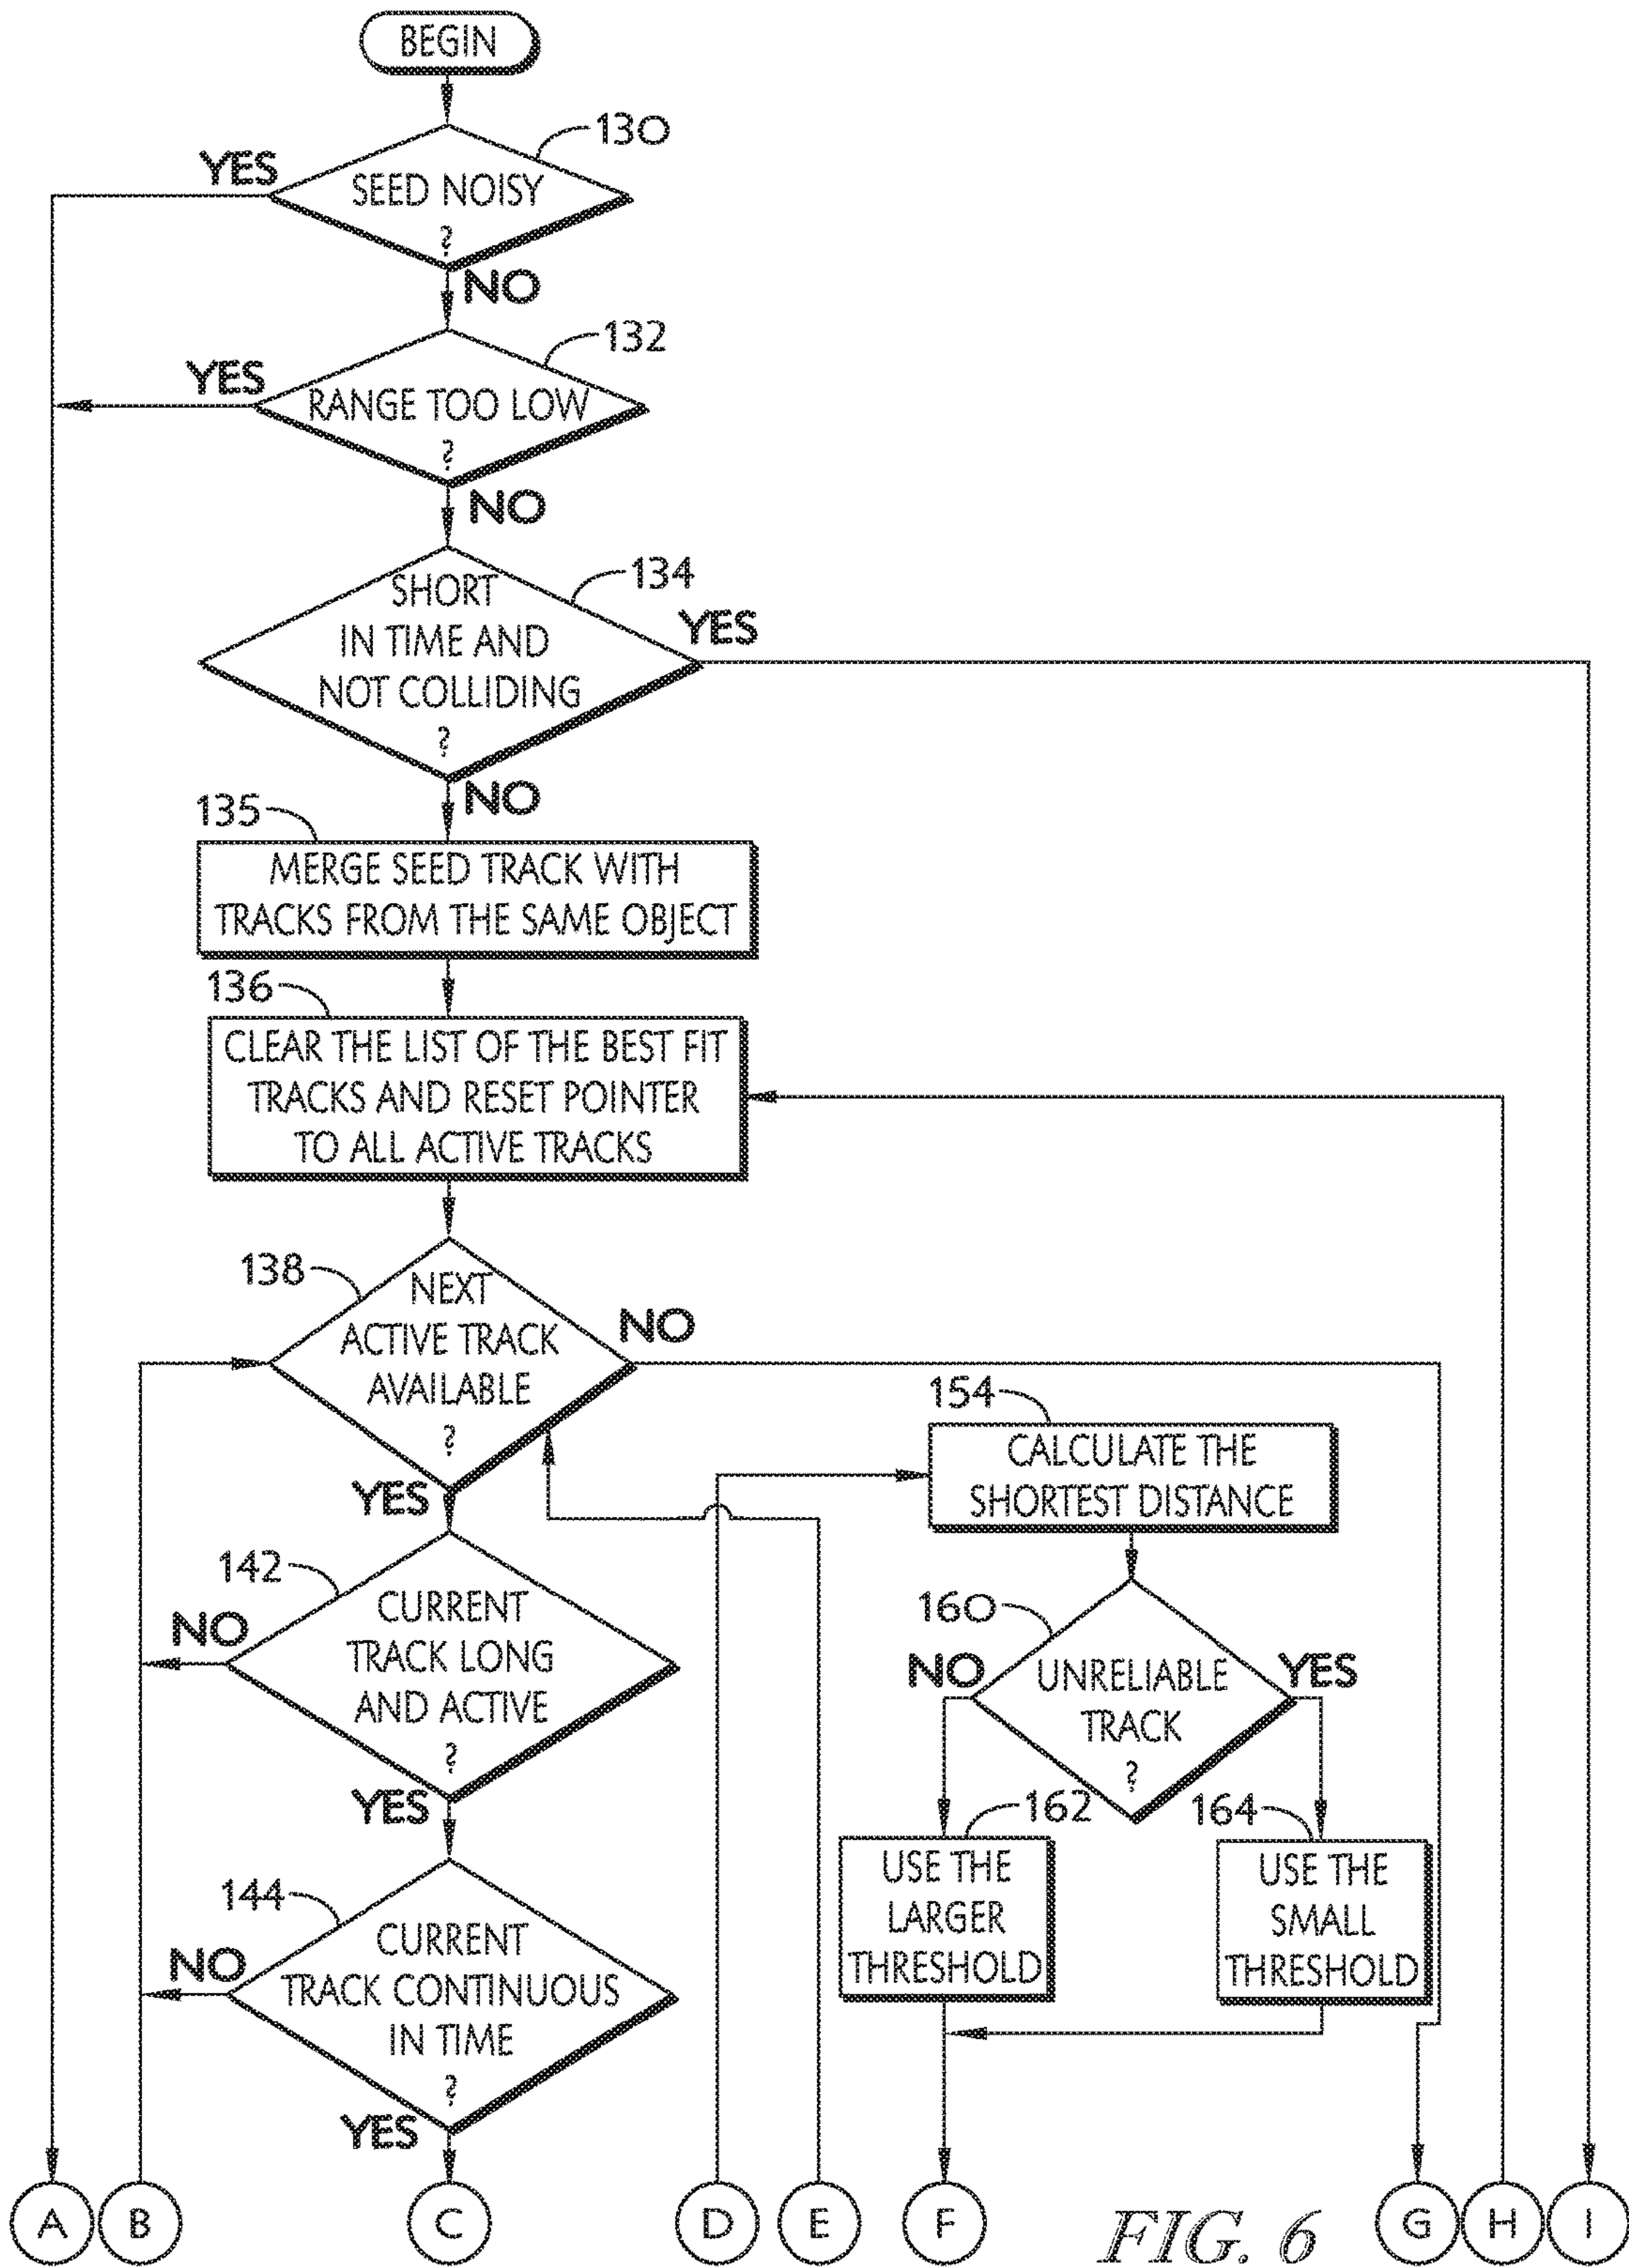 BEGIN
130
YES
SEED NOISY
?
NO
132
YES
RANGE TOO LOW
?
NO
134
SHORT
IN TIME AND
NOT COLLIDING
?
YES
NO
135
MERGE SEED TRACK WITH
TRACKS FROM THE SAME OBJECT
136
CLEAR THE LIST OF THE BEST FIT
TRACKS AND RESET POINTER
TO ALL ACTIVE TRACKS
138
NEXT
ACTIVE TRACK
AVAILABLE
?
NO
YES
154
CALCULATE THE
SHORTEST DISTANCE
142
CURRENT
TRACK LONG
AND ACTIVE
?
NO
YES
160
UNRELIABLE
TRACK
?
NO
YES
162
USE THE
LARGER
THRESHOLD
164
USE THE
SMALL
THRESHOLD
144
CURRENT
TRACK CONTINUOUS
IN TIME
?
NO
YES
A
B
C
D
E
F
G
H
I
FIG. 6